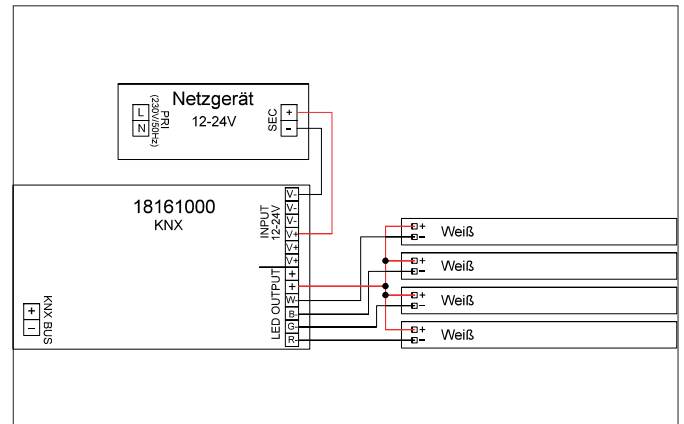 Netzgerät
12-24V
L
N
PRI
(230V/50Hz)
SEC
+
-
18161000
KNX
INPUT
12-24V
V-
V-
V-
V+
V+
V+
LED OUTPUT
+
+
W-
B-
G-
R-
KNX BUS
+
-
+
-
Weiß
+
-
Weiß
+
-
Weiß
+
-
Weiß